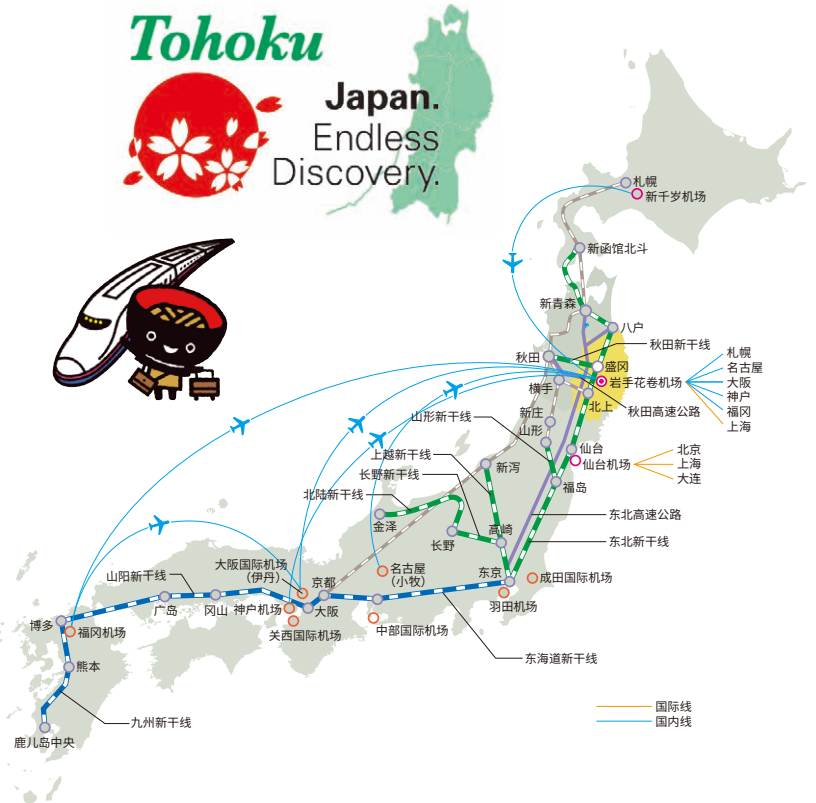 Tohoku
Japan.
Endless
Discovery.
札幌
新千岁机场
新函馆北斗
新青森
八户
秋田新干线
秋田
盛冈
岩手花卷机场
札幌
名古屋
大阪
神户
福冈
上海
横手
北上
秋田高速公路
新庄
山形新干线
山形
仙台
仙台机场
北京
上海
大连
上越新干线
新泻
长野新干线
福岛
北陆新干线
金泽
东北高速公路
长野
高崎
东北新干线
大阪国际机场
（伊丹）
京都
名古屋
（小牧）
东京
成田国际机场
山阳新干线
羽田机场
广岛
冈山
神户机场
大阪
博多
福冈机场
关西国际机场
中部国际机场
东海道新干线
熊本
国际线
国内线
九州新干线
鹿儿岛中央